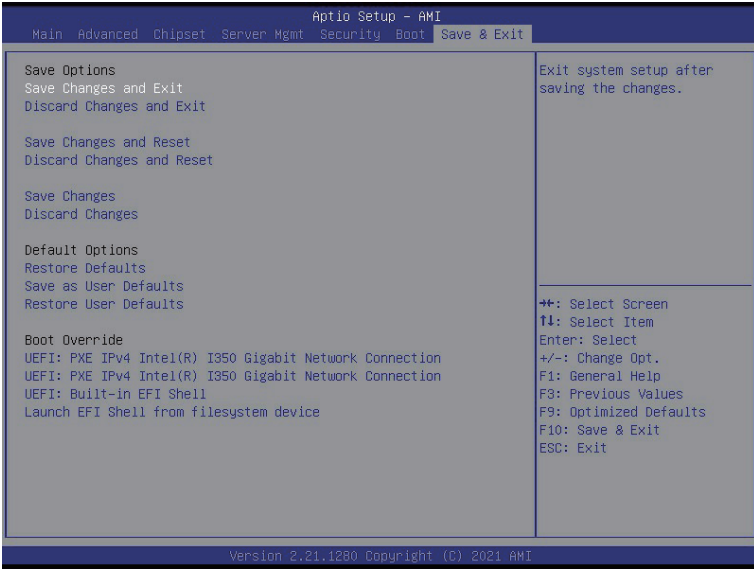 Aptio Setup – AMI
Main Advanced Chipset Server Mgmt Security Boot Save & Exit
Save Options
Save Changes and Exit
Discard Changes and Exit
Save Changes and Reset
Discard Changes and Reset
Save Changes
Discard Changes
Default Options
Restore Defaults
Save as User Defaults
Restore User Defaults
Boot Override
UEFI: PXE IPv4 Intel(R) I350 Gigabit Network Connection
UEFI: PXE IPv4 Intel(R) I350 Gigabit Network Connection
UEFI: Built-in EFI Shell
Launch EFI Shell from filesystem device
Exit system setup after
saving the changes.
→←: Select Screen
↑↓: Select Item
Enter: Select
+/-: Change Opt.
F1: General Help
F3: Previous Values
F9: Optimized Defaults
F10: Save & Exit
ESC: Exit
Version 2.21.1280 Copyright (C) 2021 AMI